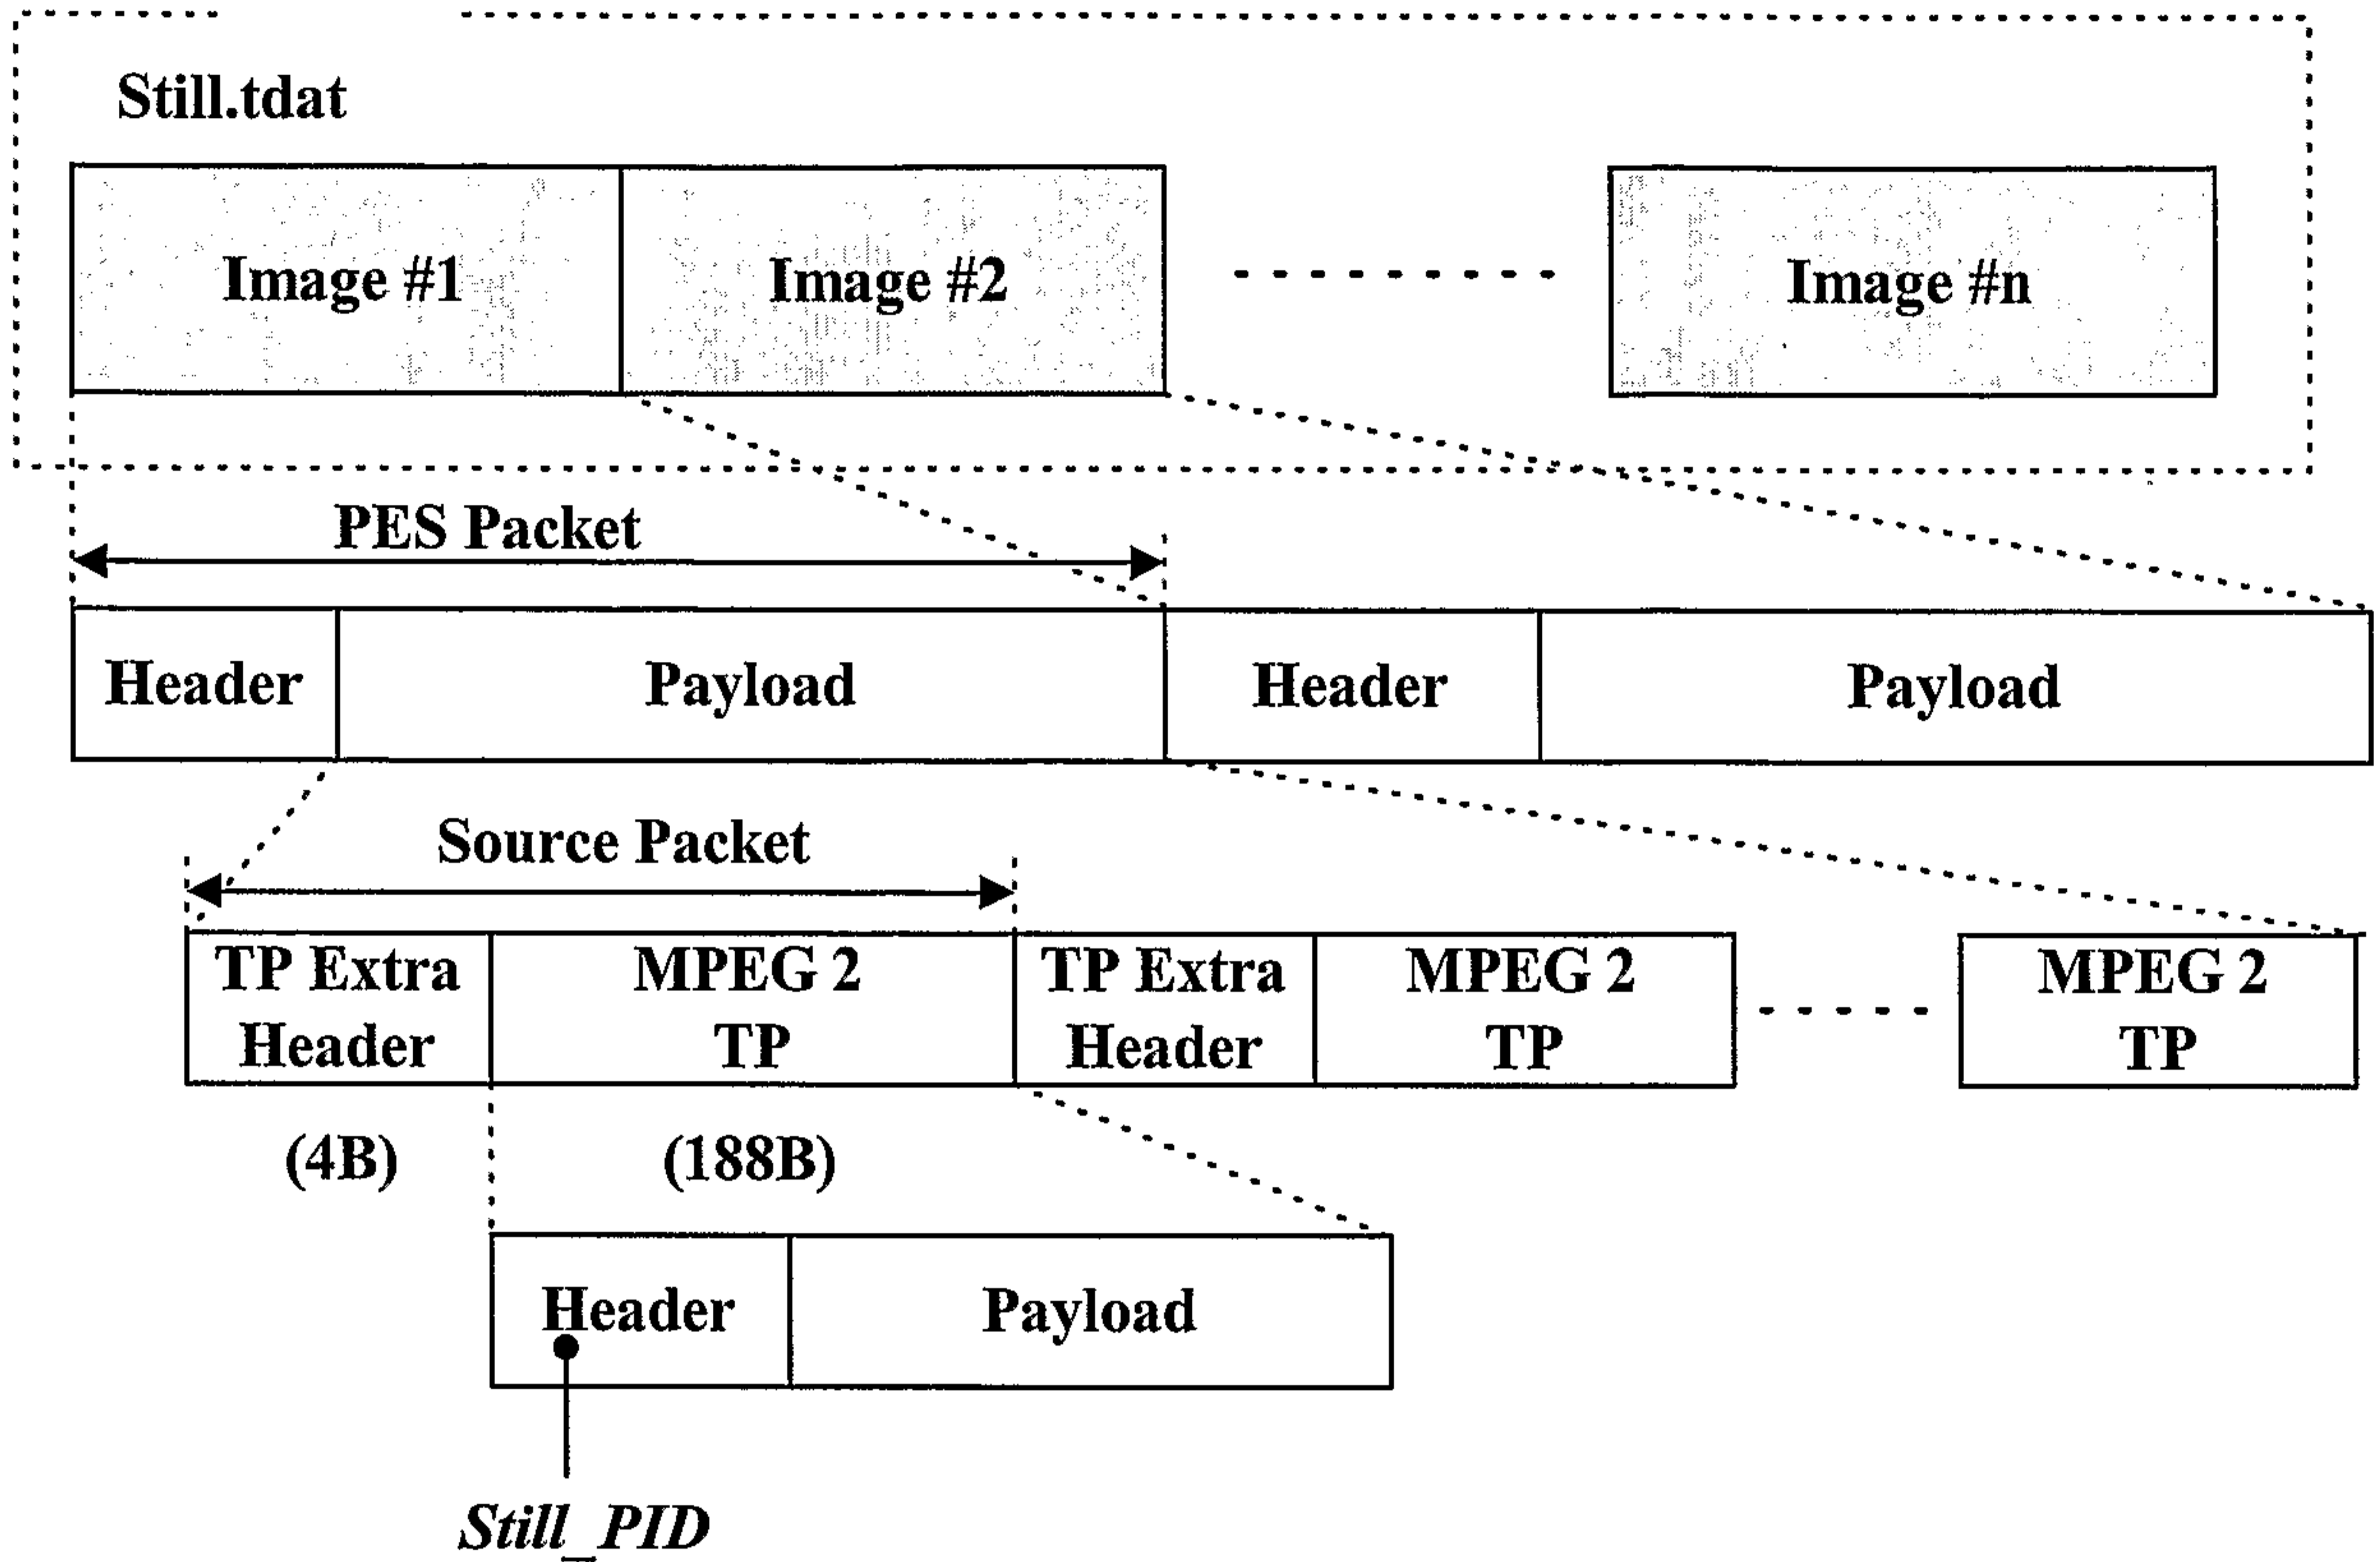 Still.tdat
Image #1
Image #2
Image #n
PES Packet
Header
Payload
Header
Payload
Source Packet
TP Extra
Header
MPEG 2
TP
TP Extra
Header
MPEG 2
TP
MPEG 2
TP
(4B)
(188B)
Header
Payload
Still_PID